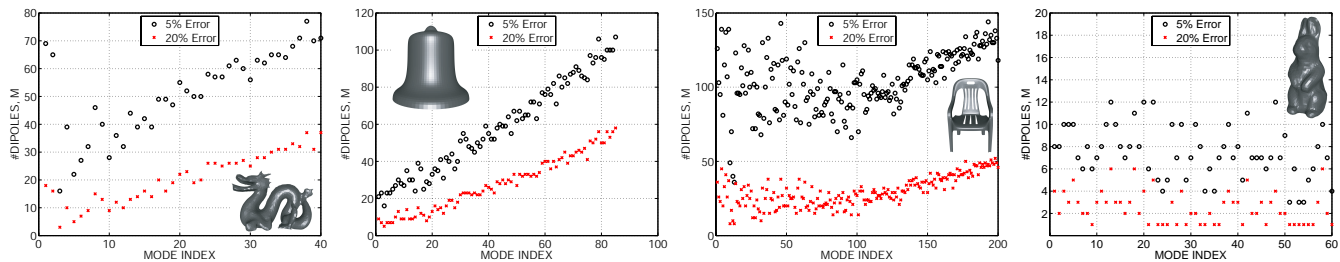 80
70
60
50
40
30
20
10
0
#DIPOLES, M
5% Error
20% Error
0 10 20 30 40
MODE INDEX
120
100
80
60
40
20
0
#DIPOLES, M
5% Error
20% Error
0 20 40 60 80 100
MODE INDEX
150
100
50
0
#DIPOLES, M
5% Error
20% Error
0 50 100 150 200
MODE INDEX
20
18
16
14
12
10
8
6
4
2
#DIPOLES, M
5% Error
20% Error
0 10 20 30 40 50 60
MODE INDEX